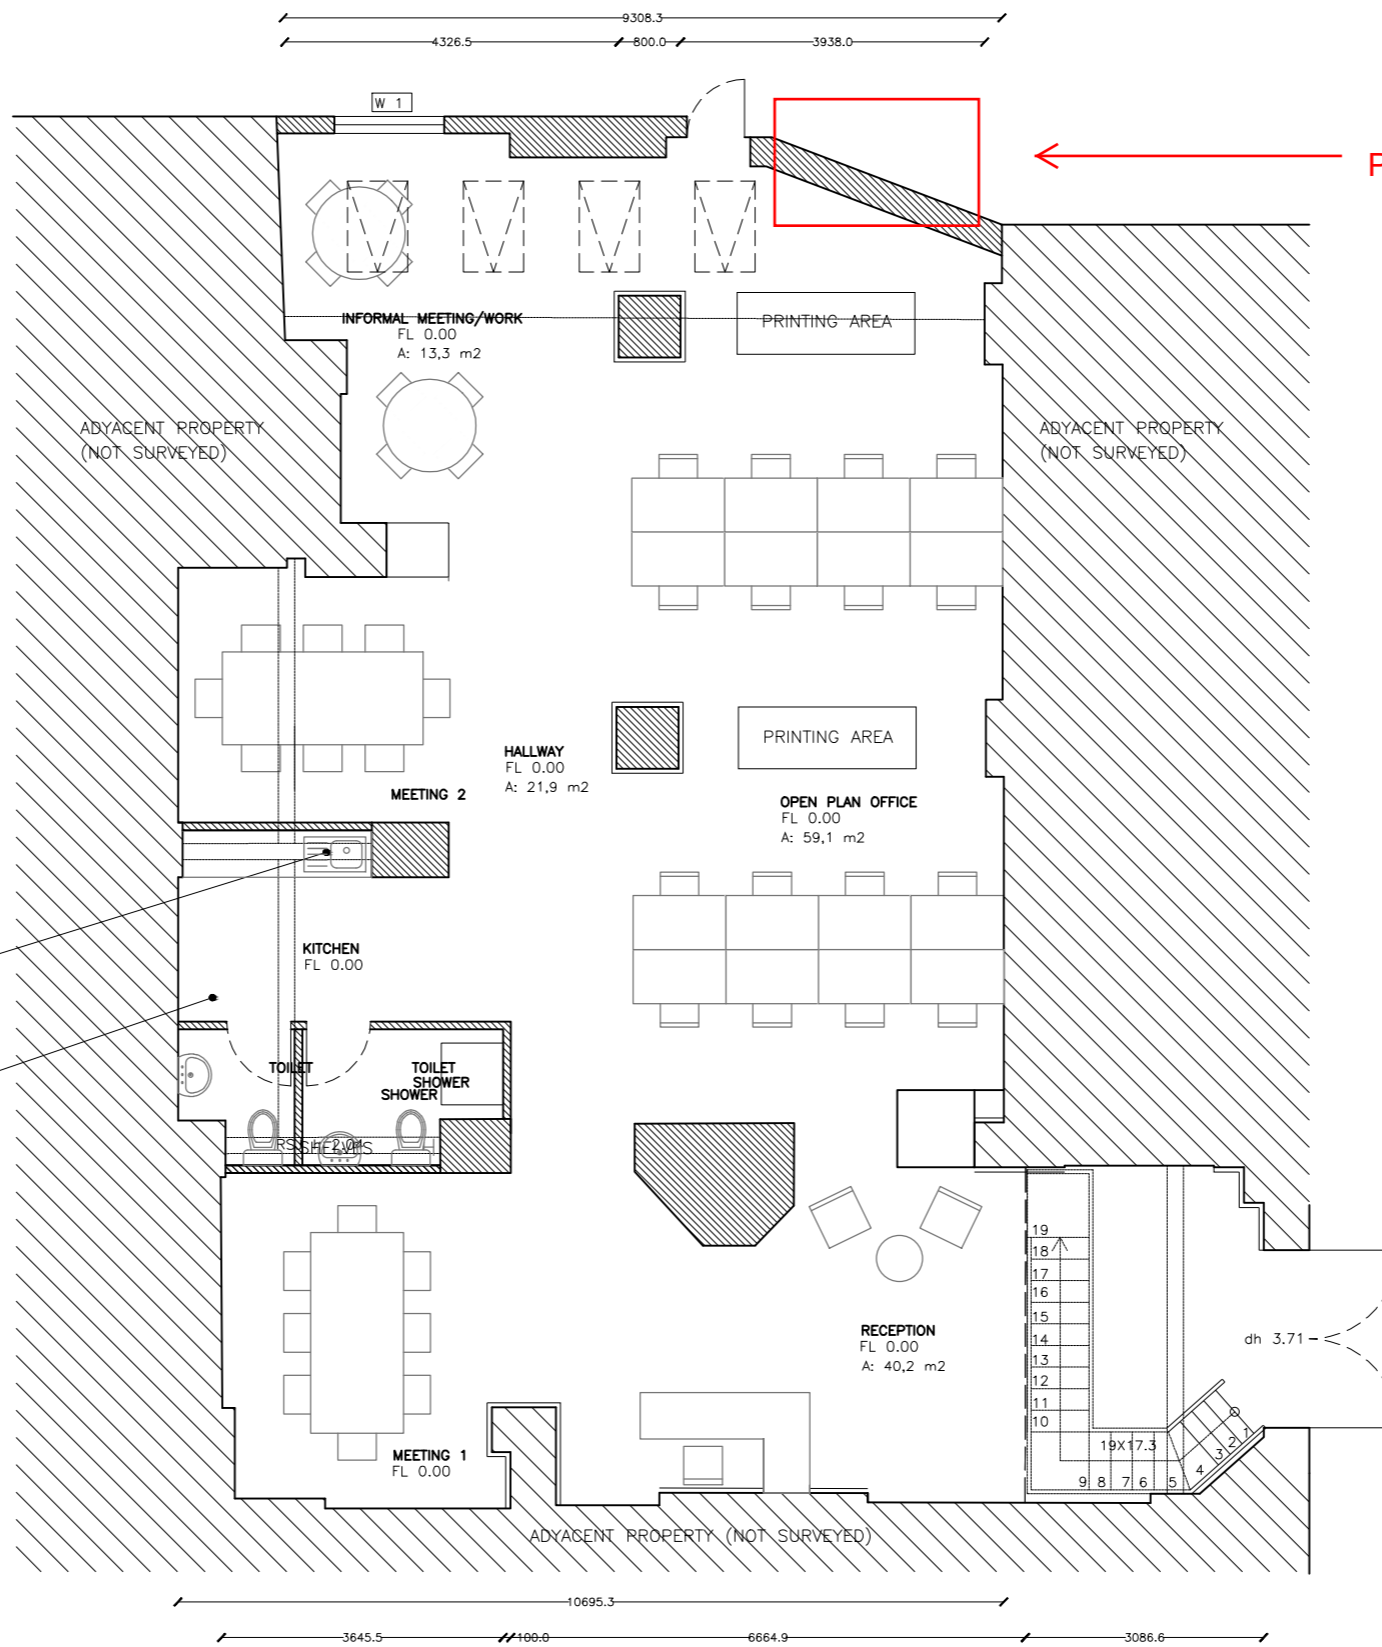 9308.3
4326.5 800.0 3938.0
W 1
P
INFORMAL MEETING/WORK
FL 0.00
A: 13,3 m2
PRINTING AREA
ADYACENT PROPERTY
(NOT SURVEYED)
ADYACENT PROPERTY
(NOT SURVEYED)
HALLWAY
FL 0.00
A: 21,9 m2
PRINTING AREA
MEETING 2
OPEN PLAN OFFICE
FL 0.00
A: 59,1 m2
KITCHEN
FL 0.00
TOILET
TOILET
SHOWER
SHOWER
SHELVES
19
18
17
16
15
14
13
12
11
10
19X17.3
9 8 7 6 5 4 3 2 1
dh 3.71
RECEPTION
FL 0.00
A: 40,2 m2
MEETING 1
FL 0.00
ADYACENT PROPERTY (NOT SURVEYED)
10695.3
3645.5 100.0 6664.9 3086.6